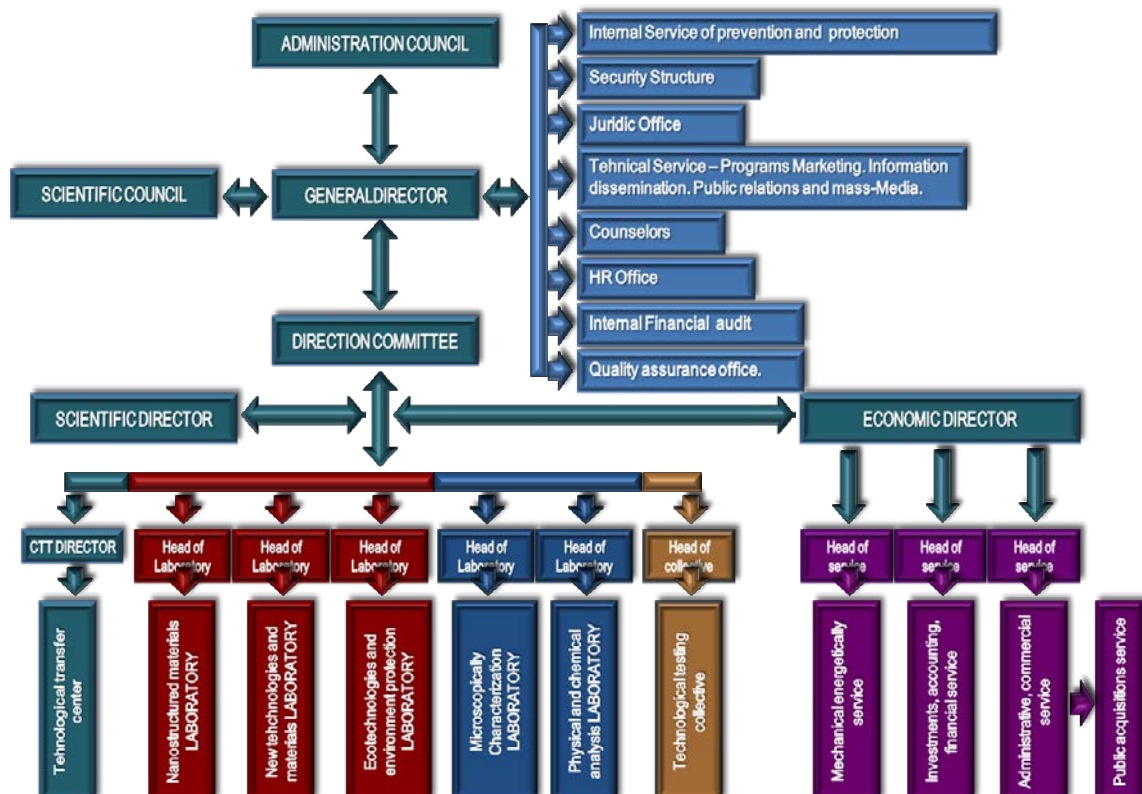 ADMINISTRATION COUNCIL
Internal Service of prevention and protection
Security Structure
Juridic Office
Tehnical Service – Programs Marketing. Information
dissemination. Public relations and mass-Media.
SCIENTIFIC COUNCIL
GENERALDIRECTOR
Counselors
HR Office
Internal Financial audit
Quality assurance office.
DIRECTION COMMITTEE
SCIENTIFIC DIRECTOR
ECONOMIC DIRECTOR
CTT DIRECTOR
Head of
Laboratory
Head of
Laboratory
Head of
Laboratory
Head of
Laboratory
Head of
Laboratory
Head of
collective
Head of
service
Head of
service
Head of
service
Tehnological transfer
center
Nanostructured materials
LABORATORY
New tehchnologies and
materials LABORATORY
Ecotechnologies and
environment protection
LABORATORY
Microscopically
Characterization
LABORATORY
Physical and chemical
analysis LABORATORY
Technological testing
collective
Mechanical energetically
service
Investments, accounting,
financial service
Administrative, commercial
service
Public acquisitions service